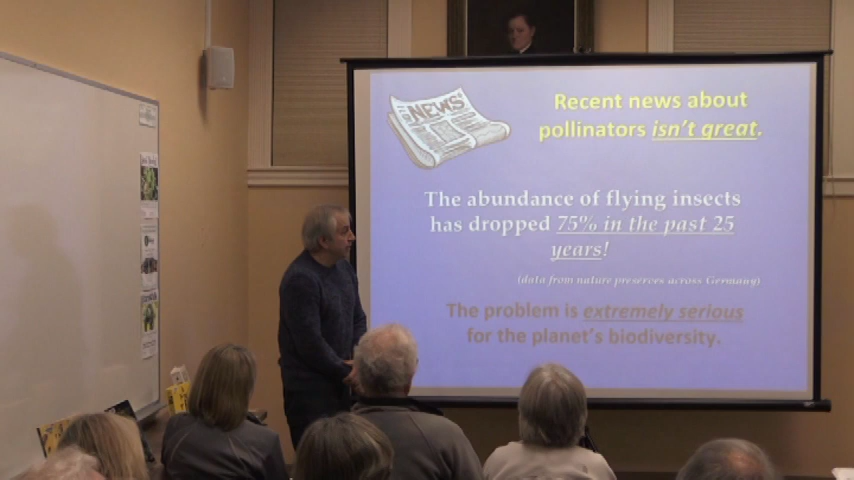 NEWS
Recent news about
pollinators isn't great.
The abundance of flying insects
has dropped 75% in the past 25
years!
(data from nature preserves across Germany)
The problem is extremely serious
for the planet's biodiversity.